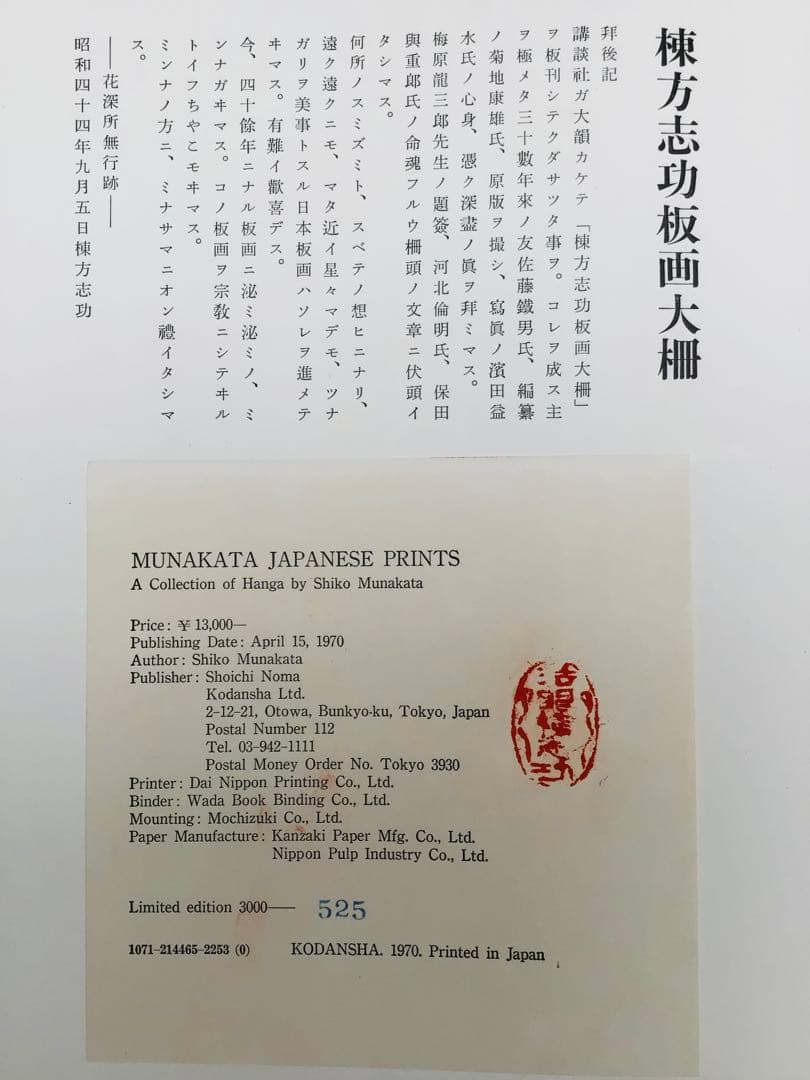 棟方志功板画大柵
拜後記
講談社ガ大韻カケテ「棟方志功板画大柵」
ヲ板刊シテクダサツタ事ヲ。コレヲ成ス主
ヲ極メタ三十數年來ノ友佐藤鐵男氏、編纂
ノ菊地康雄氏、原版ヲ撮シ、寫眞ノ濱田益
水氏ノ心身、憑ク深盡ノ眞ヲ拜ミマス。
梅原龍三郎先生ノ題簽、河北倫明氏、保田
與重郎氏ノ命魂フルウ柵頭ノ文章ニ伏頭イ
タシマス。
何所ノスミズミト、スベテノ想ヒニナリ、
遠ク遠クニモ、マタ近イ星々マデモ、ツナ
ガリヲ美事トスル日本板画ハソレヲ進メテ
ヰマス。有難イ歡喜デス。
今、四十餘年ニナル板画ニ泌ミ泌ミノ、ミ
ンナガヰマス。コノ板画ヲ宗敎ニシテヰル
トイフちやこモヰマス。
ミンナノ方ニ、ミナサマニオン禮イタシマ
ス。
――花深所無行跡――
昭和四十四年九月五日棟方志功
MUNAKATA JAPANESE PRINTS
A Collection of Hanga by Shiko Munakata
Price: ¥ 13,000―
Publishing Date: April 15, 1970
Author: Shiko Munakata
Publisher: Shoichi Noma
Kodansha Ltd.
2-12-21, Otowa, Bunkyo-ku, Tokyo, Japan
Postal Number 112
Tel. 03-942-1111
Postal Money Order No. Tokyo 3930
Printer: Dai Nippon Printing Co., Ltd.
Binder: Wada Book Binding Co., Ltd.
Mounting: Mochizuki Co., Ltd.
Paper Manufacture: Kanzaki Paper Mfg. Co., Ltd.
Nippon Pulp Industry Co., Ltd.
Limited edition 3000―― 525
1071-214465-2253 (0) KODANSHA. 1970. Printed in Japan